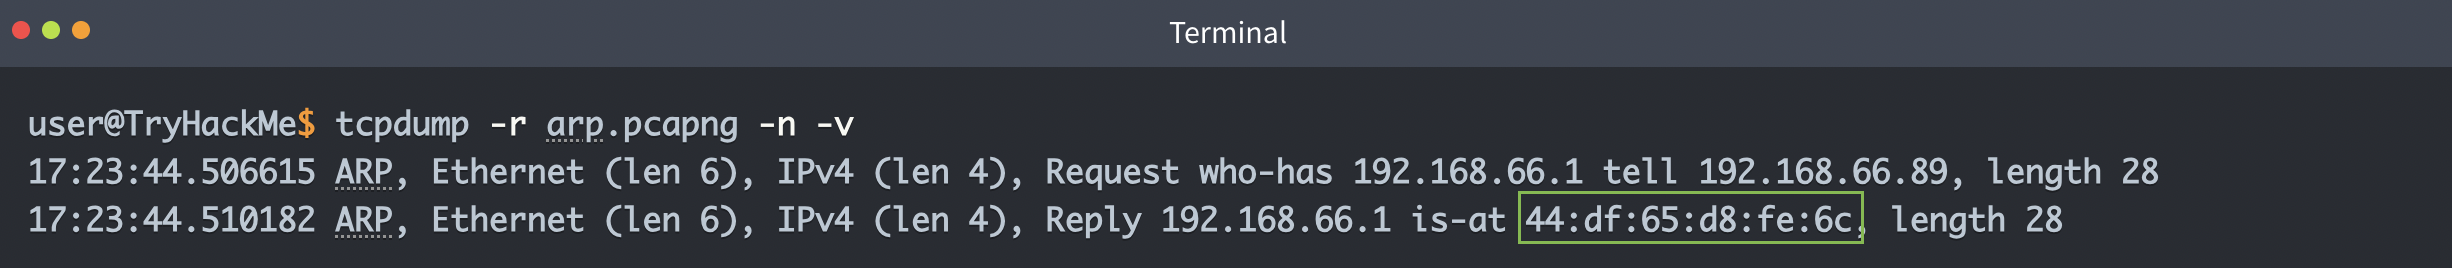 Terminal
user@TryHackMe$ tcpdump -r arp.pcapng -n -v
17:23:44.506615 ARP, Ethernet (len 6), IPv4 (len 4), Request who-has 192.168.66.1 tell 192.168.66.89, length 28
17:23:44.510182 ARP, Ethernet (len 6), IPv4 (len 4), Reply 192.168.66.1 is-at 44:df:65:d8:fe:6c, length 28